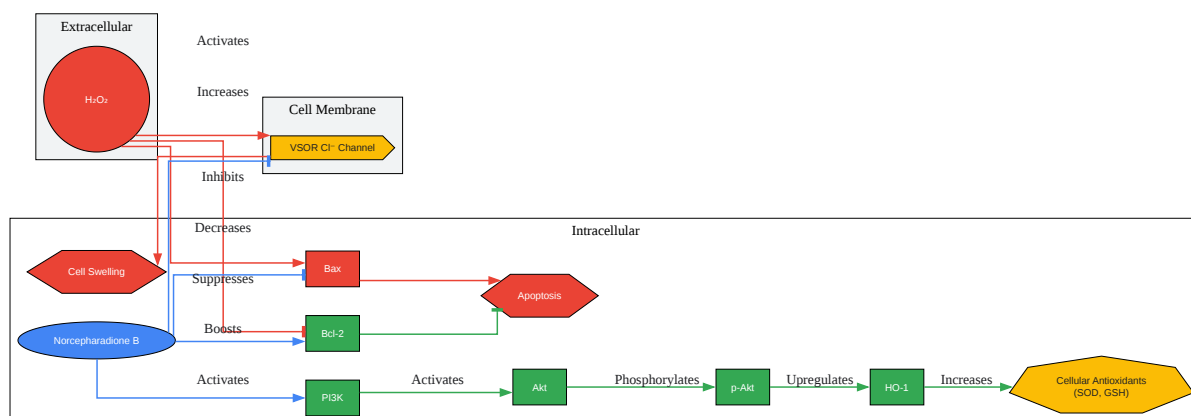 Extracellular
Activates
H₂O₂
Increases
Cell Membrane
VSOR Cl⁻ Channel
Inhibits
Decreases
Intracellular
Cell Swelling
Bax
Suppresses
Apoptosis
Norcepharadione B
Boosts
Bcl-2
Activates
PI3K
Activates
Akt
Phosphorylates
p-Akt
Upregulates
HO-1
Increases
Cellular Antioxidants
(SOD, GSH)